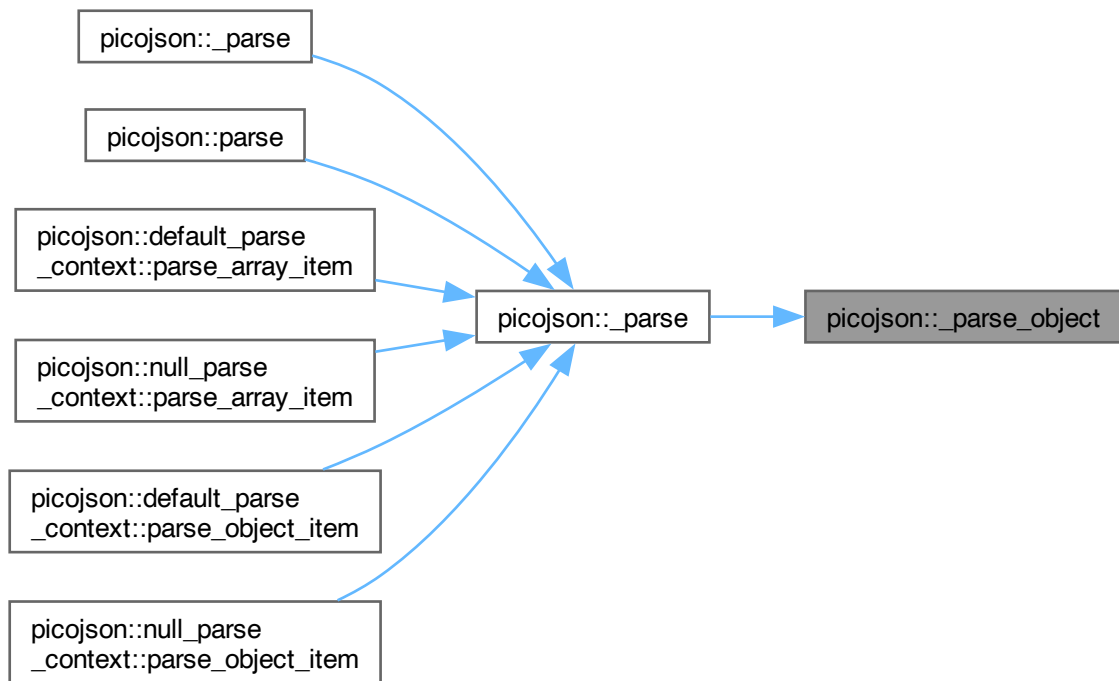 picojson::_parse
picojson::parse
picojson::default_parse
_context::parse_array_item
picojson::null_parse
_context::parse_array_item
picojson::default_parse
_context::parse_object_item
picojson::null_parse
_context::parse_object_item
picojson::_parse
picojson::_parse_object